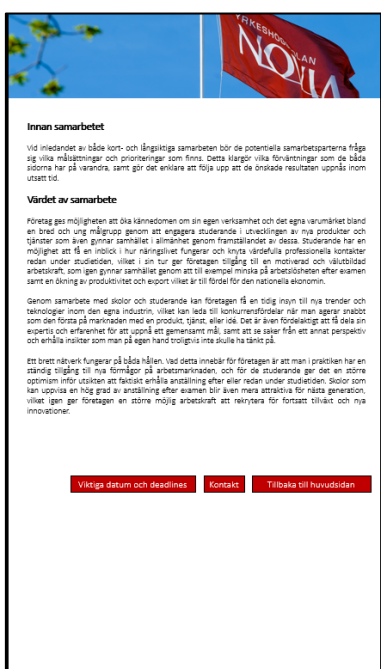 YRKESHÖGSKOLAN
NOVIA
Innan samarbetet
Vid inledandet av både kort- och långsiktiga samarbeten bör de potentiella samarbetsparterna fråga
sig vilka målsättningar och prioriteringar som finns. Detta klargör vilka förväntningar som de båda
sidorna har på varandra, samt gör det enklare att följa upp att de önskade resultaten uppnås inom
utsatt tid.
Värdet av samarbete
Företag ges möjligheten att öka kännedomen om sin egen verksamhet och det egna varumärket bland
en bred och ung målgrupp genom att engagera studerande i utvecklingen av nya produkter och
tjänster som även gynnar samhället i allmänhet genom framställandet av dessa. Studerande har en
möjlighet att få en inblick i hur näringslivet fungerar och knyta värdefulla professionella kontakter
redan under studietiden, vilket i sin tur ger företagen tillgång till en motiverad och välutbildad
arbetskraft, som igen gynnar samhället genom att till exempel minska på arbetslösheten efter examen
samt en ökning av produktivitet och export vilket är till fördel för den nationella ekonomin.
Genom samarbete med skolor och studerande kan företagen få en tidig insyn till nya trender och
teknologier inom den egna industrin, vilket kan leda till konkurrensfördelar när man agerar snabbt
som den första på marknaden med en produkt, tjänst, eller idé. Det är även fördelaktigt att få dela sin
expertis och erfarenhet för att uppnå ett gemensamt mål, samt att se saker från ett annat perspektiv
och erhålla insikter som man på egen hand troligtvis inte skulle ha tänkt på.
Ett brett nätverk fungerar på båda hållen. Vad detta innebär för företagen är att man i praktiken har en
ständig tillgång till nya förmågor på arbetsmarknaden, och för de studerande ger det en större
optimism inför utsikten att faktiskt erhålla anställning efter eller redan under studietiden. Skolor som
kan uppvisa en hög grad av anställning efter examen blir även mera attraktiva för nästa generation,
vilket igen ger företagen en större möjlig arbetskraft att rekrytera för fortsatt tillväxt och nya
innovationer.
Viktiga datum och deadlines
Kontakt
Tillbaka till huvudsidan